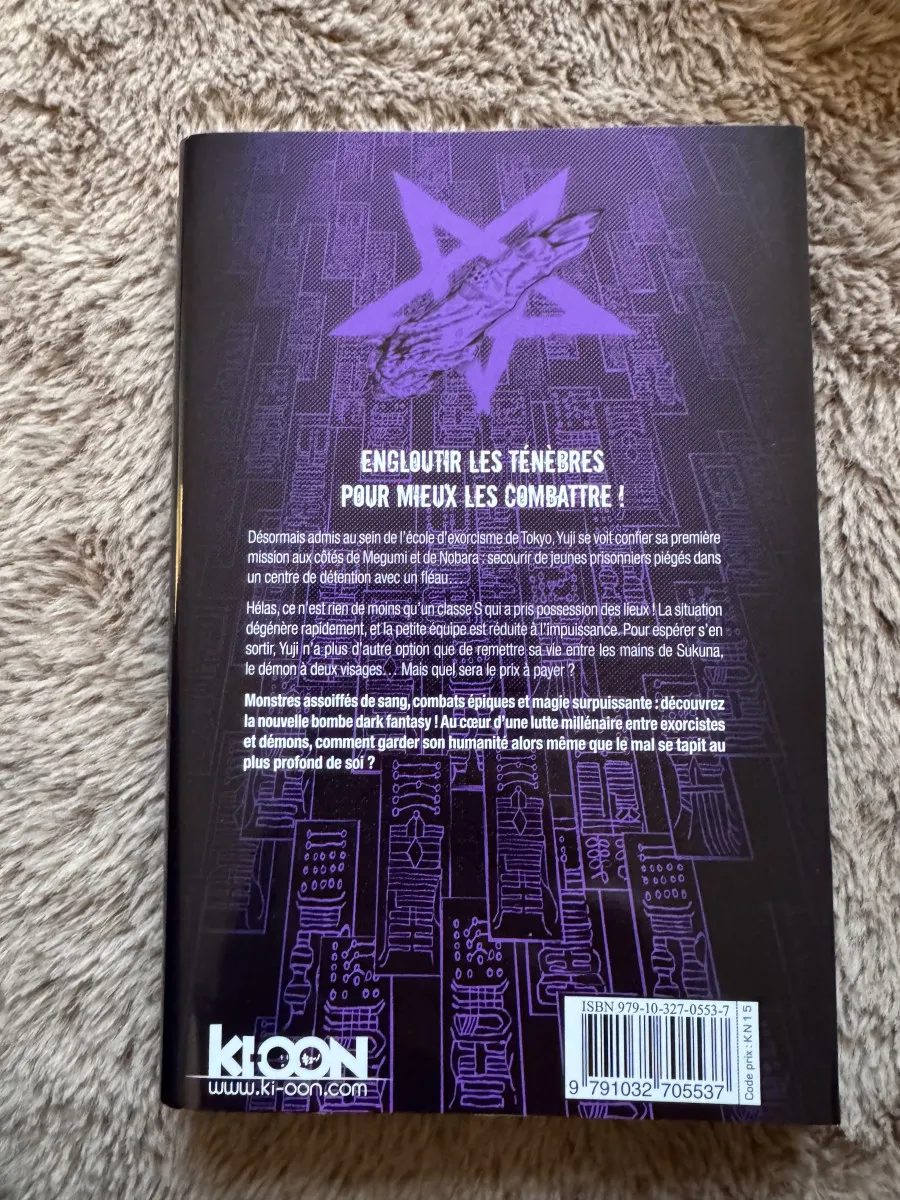 ENGLOUTIR LES TÉNÈBRES
POUR MIEUX LES COMBATTRE !
Désormais admis au sein de l'école d'exorcisme de Tokyo, Yuji se voit confier sa première
mission aux côtés de Megumi et de Nobara : secourir de jeunes prisonniers piégés dans
un centre de détention avec un fléau…
Hélas, ce n'est rien de moins qu'un classe S qui a pris possession des lieux ! La situation
dégénère rapidement, et la petite équipe est réduite à l'impuissance. Pour espérer s'en
sortir, Yuji n'a plus d'autre option que de remettre sa vie entre les mains de Sukuna,
le démon à deux visages… Mais quel sera le prix à payer ?
Monstres assoiffés de sang, combats épiques et magie surpuissante : découvrez
la nouvelle bombe dark fantasy ! Au cœur d'une lutte millénaire entre exorcistes
et démons, comment garder son humanité alors même que le mal se tapit au
plus profond de soi ?
KI-OON
www.ki-oon.com
ISBN 979-10-327-0553-7
9 791032 705537
Code prix : KN15